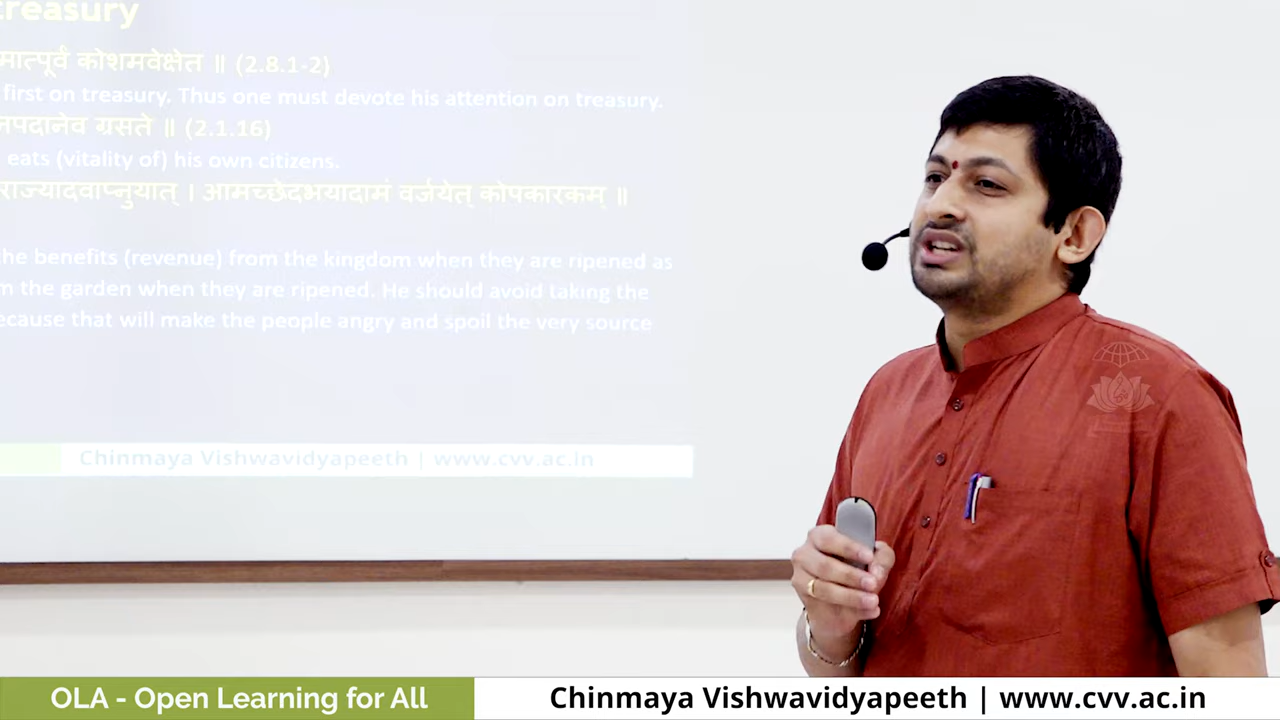 treasury
मात्पूर्वं कोशमवेक्षेत ॥ (2.8.1-2)
first on treasury. Thus one must devote his attention on treasury.
नपदानेव ग्रसते ॥ (2.1.16)
eats (vitality of) his own citizens.
राज्यादवाप्नुयात् । आमच्छेदभयादामं वर्जयेत् कोपकारकम् ॥
the benefits (revenue) from the kingdom when they are ripened as
m the garden when they are ripened. He should avoid taking the
because that will make the people angry and spoil the very source
Chinmaya Vishwavidyapeeth | www.cvv.ac.in
OLA - Open Learning for All
Chinmaya Vishwavidyapeeth | www.cvv.ac.in